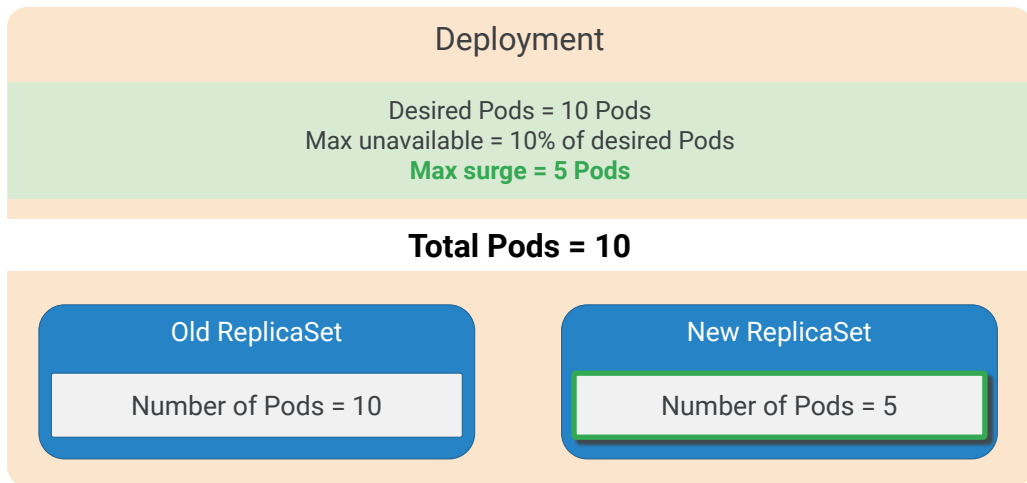 Deployment
Desired Pods = 10 Pods
Max unavailable = 10% of desired Pods
Max surge = 5 Pods
Total Pods = 10
Old ReplicaSet
Number of Pods = 10
New ReplicaSet
Number of Pods = 5